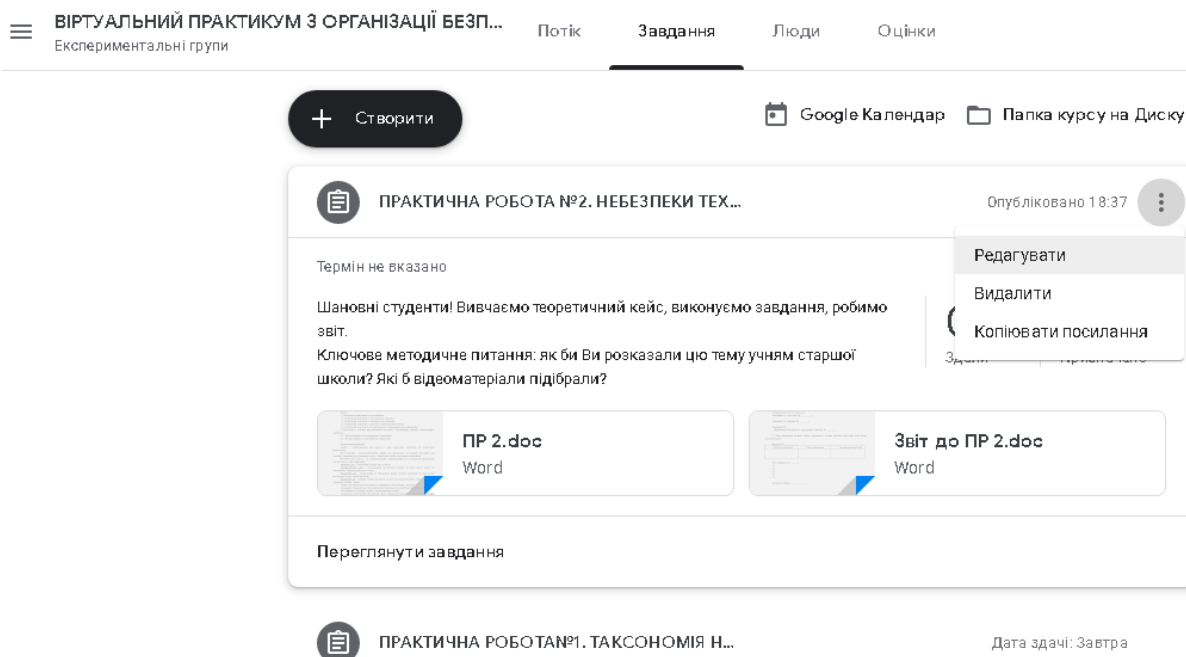 ВІРТУАЛЬНИЙ ПРАКТИКУМ З ОРГАНІЗАЦІЇ БЕЗП...
Експериментальні групи
Потік
Завдання
Люди
Оцінки
Створити
Google Календар
Папка курсу на Диску
ПРАКТИЧНА РОБОТА №2. НЕБЕЗПЕКИ ТЕХ...
Опубліковано 18:37
Редагувати
Видалити
Копіювати посилання
Термін не вказано
Шановні студенти! Вивчаємо теоретичний кейс, виконуємо завдання, робимо
звіт.
Ключове методичне питання: як би Ви розказали цю тему учням старшої
школи? Які б відеоматеріали підібрали?
ПР 2.doc
Word
Звіт до ПР 2.doc
Word
Переглянути завдання
ПРАКТИЧНА РОБОТА№1. ТАКСОНОМІЯ Н...
Дата здачі: Завтра